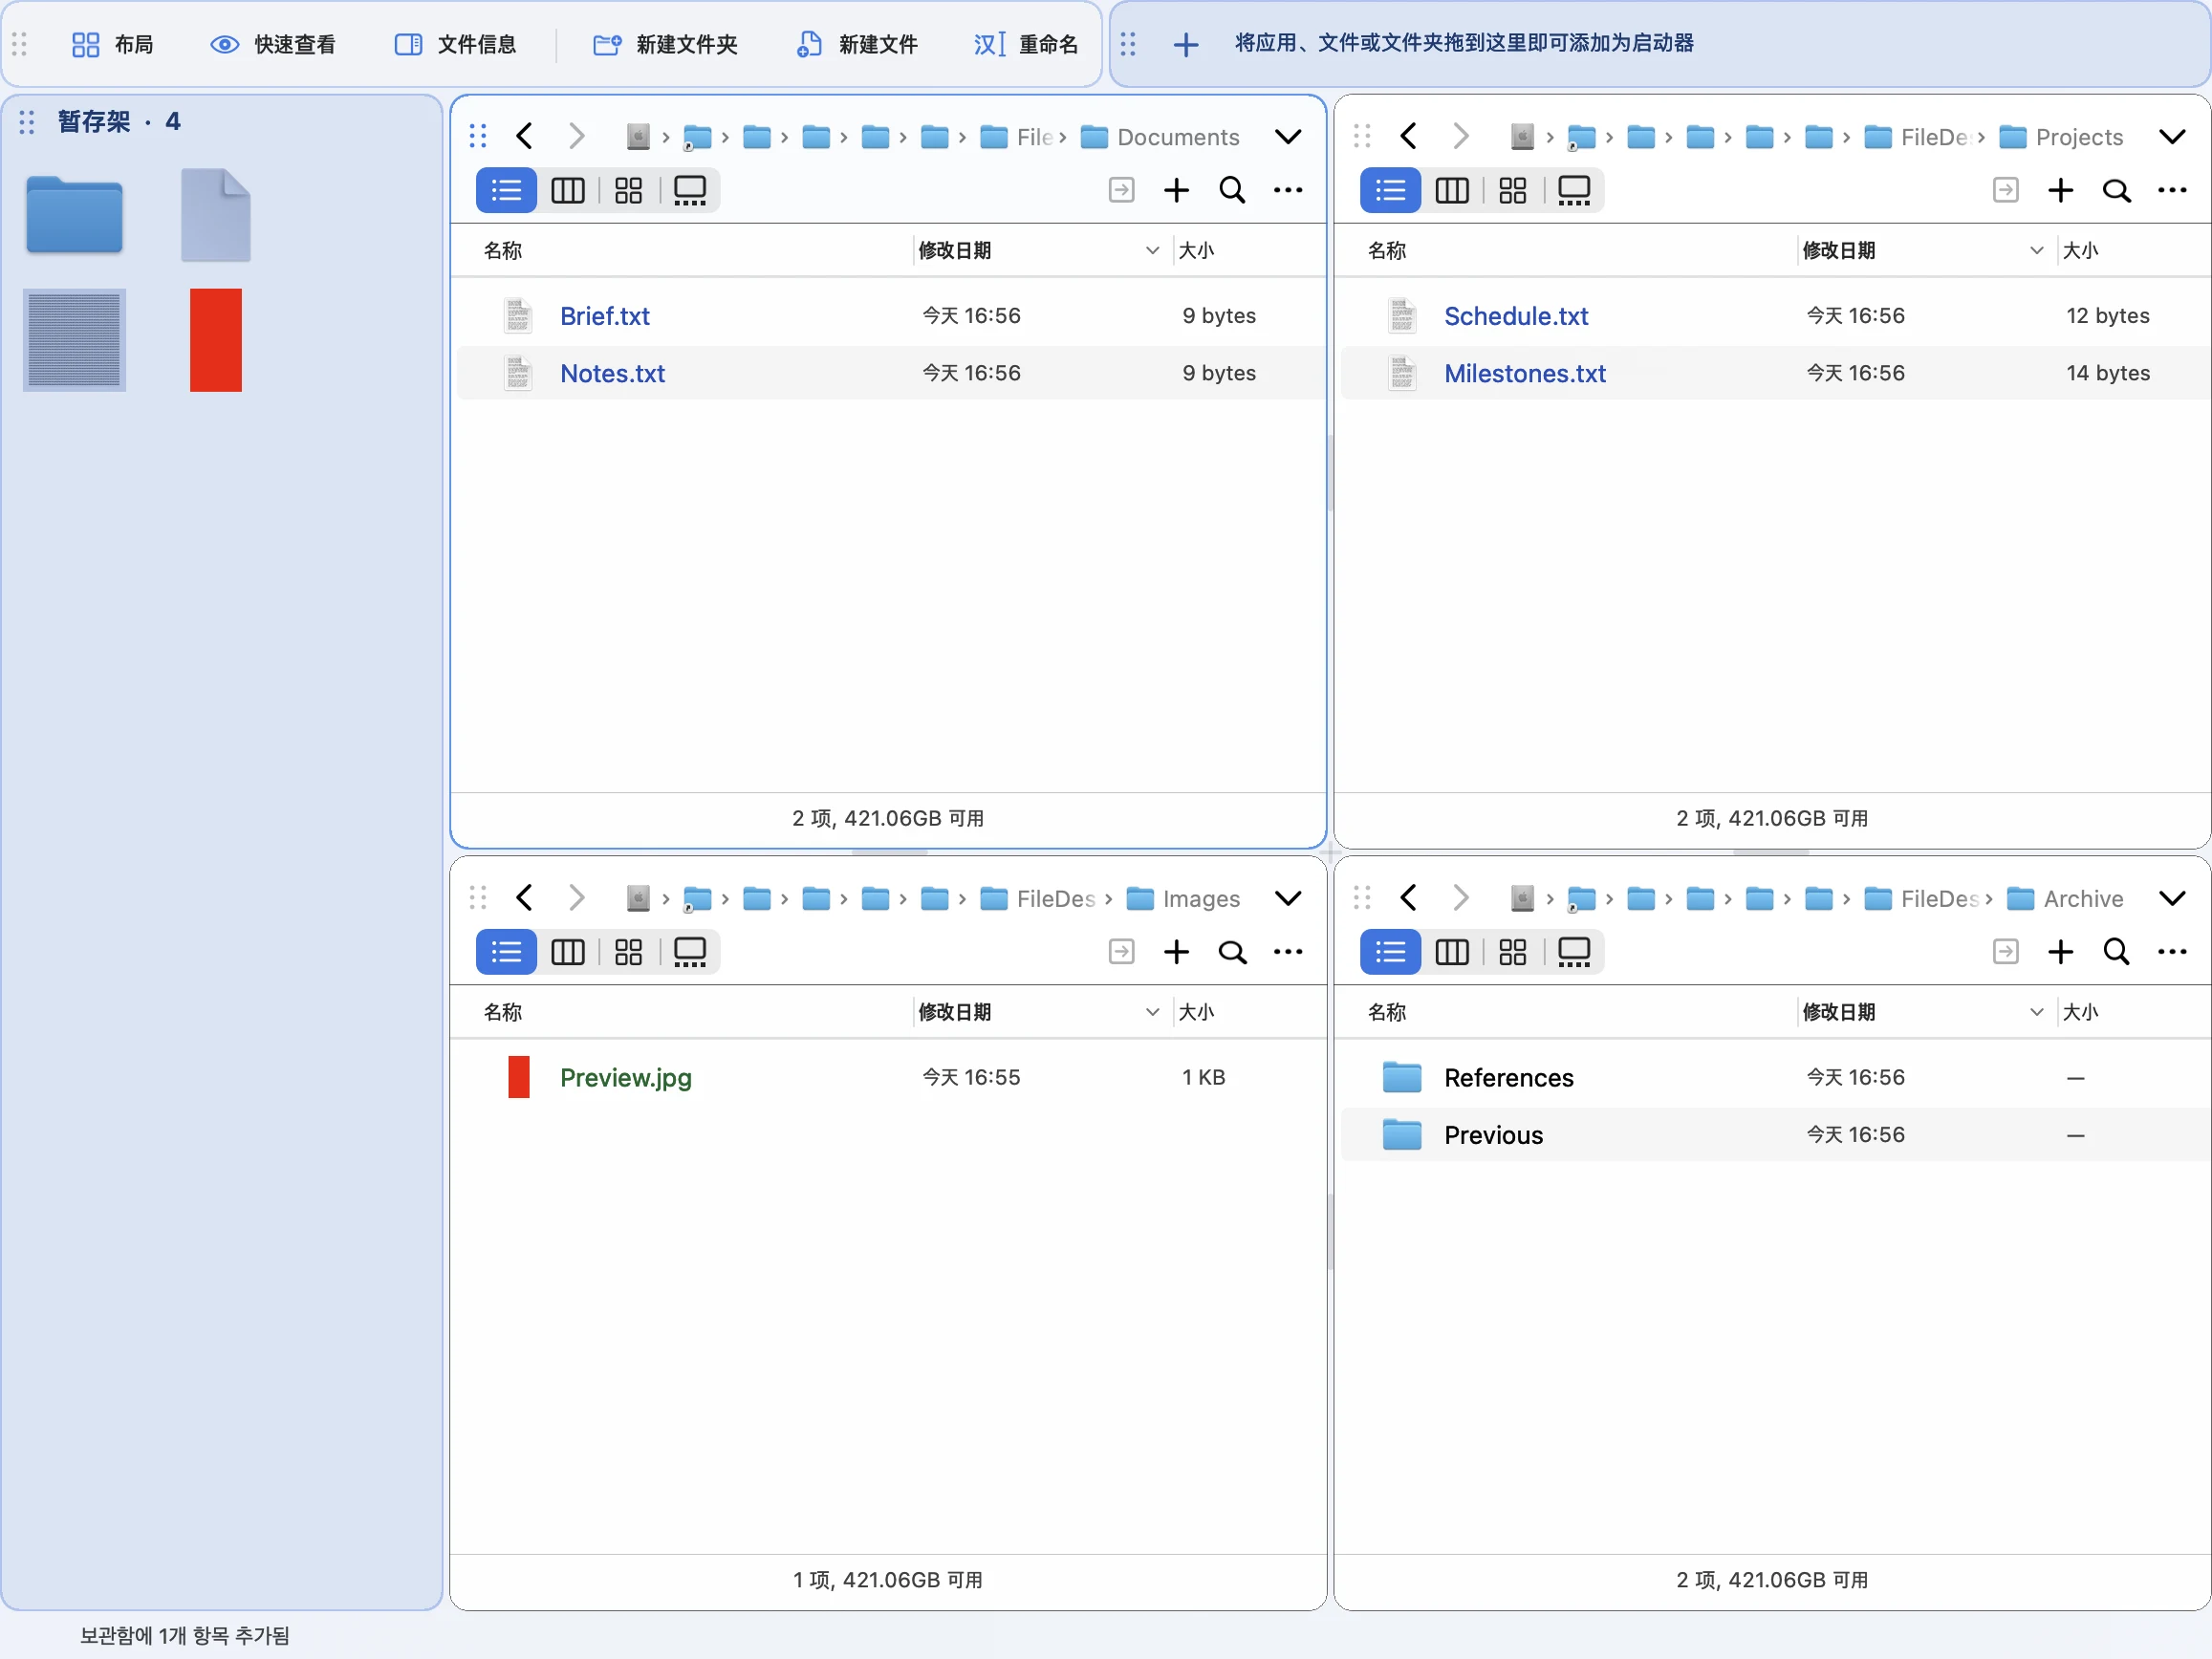 布局 快速查看 文件信息 新建文件夹 新建文件 汉 重命名
将应用、文件或文件夹拖到这里即可添加为启动器
暂存架 · 4
File Documents
名称 修改日期 大小
Brief.txt 今天 16:56 9 bytes
Notes.txt 今天 16:56 9 bytes
2 项, 421.06GB 可用
FileDe Projects
名称 修改日期 大小
Schedule.txt 今天 16:56 12 bytes
Milestones.txt 今天 16:56 14 bytes
2 项, 421.06GB 可用
FileDes Images
名称 修改日期 大小
Preview.jpg 今天 16:55 1 KB
1 项, 421.06GB 可用
FileDes Archive
名称 修改日期 大小
References 今天 16:56 —
Previous 今天 16:56 —
2 项, 421.06GB 可用
보관함에 1개 항목 추가됨